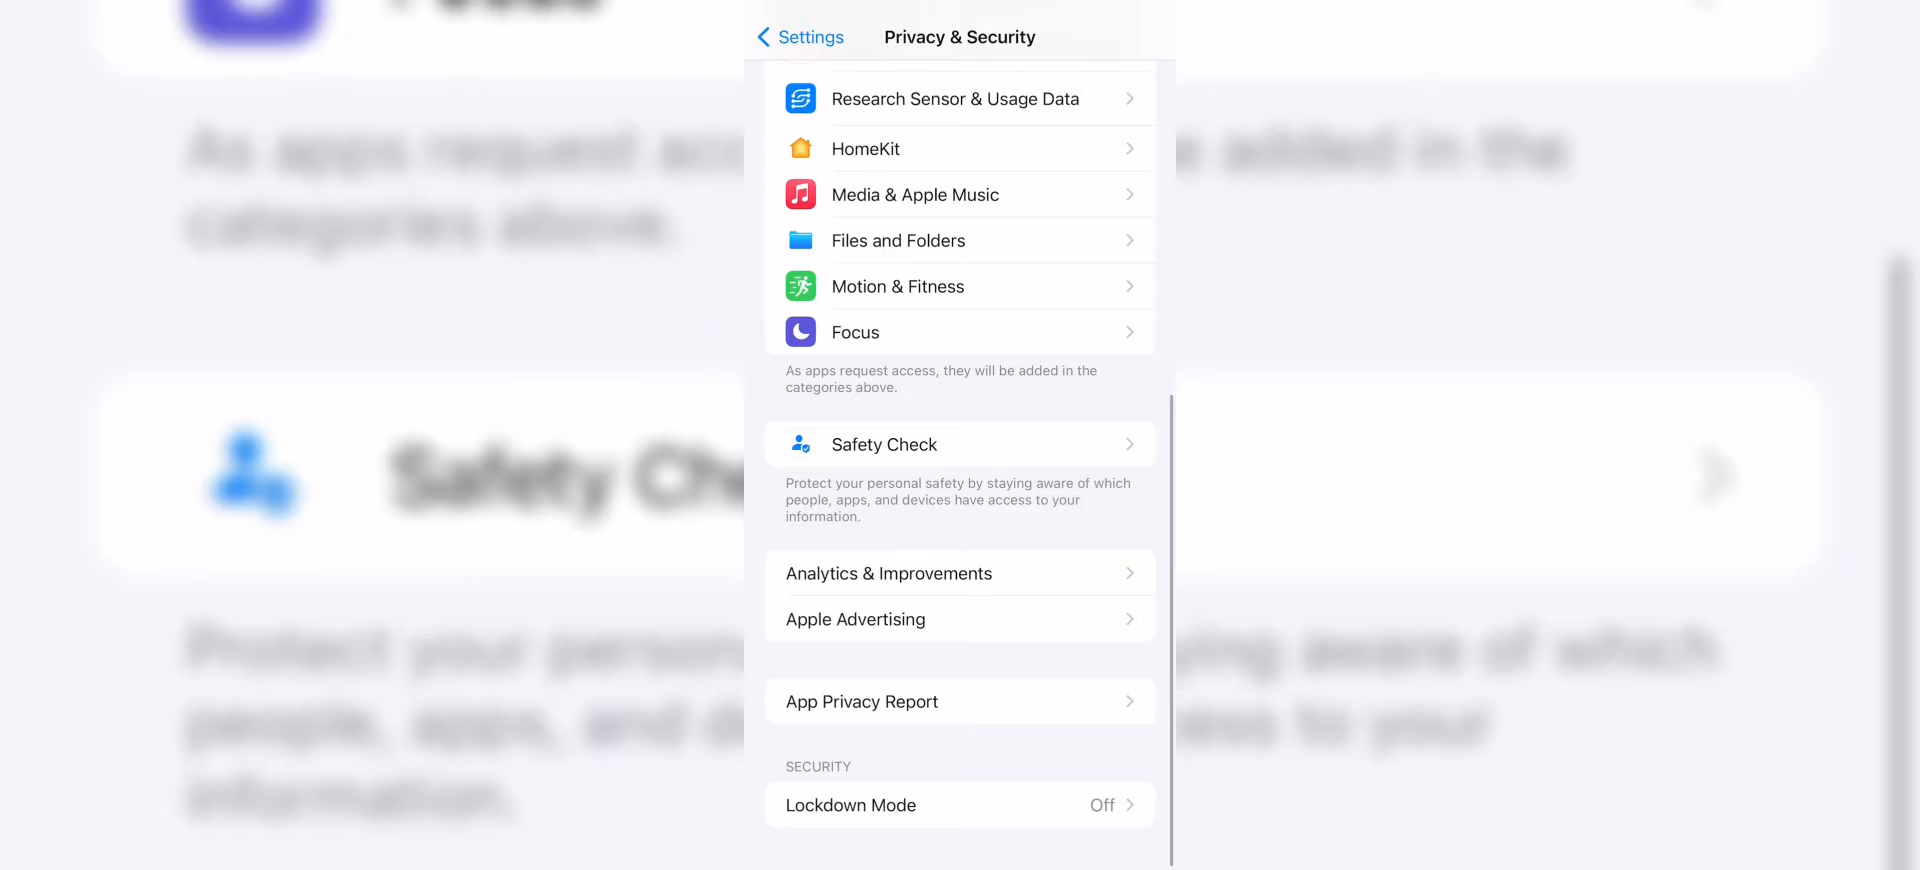 Settings
Privacy & Security
Research Sensor & Usage Data
HomeKit
Media & Apple Music
Files and Folders
Motion & Fitness
Focus
As apps request access, they will be added in the
categories above.
Safety Check
Protect your personal safety by staying aware of which
people, apps, and devices have access to your
information.
Analytics & Improvements
Apple Advertising
App Privacy Report
SECURITY
Lockdown Mode Off